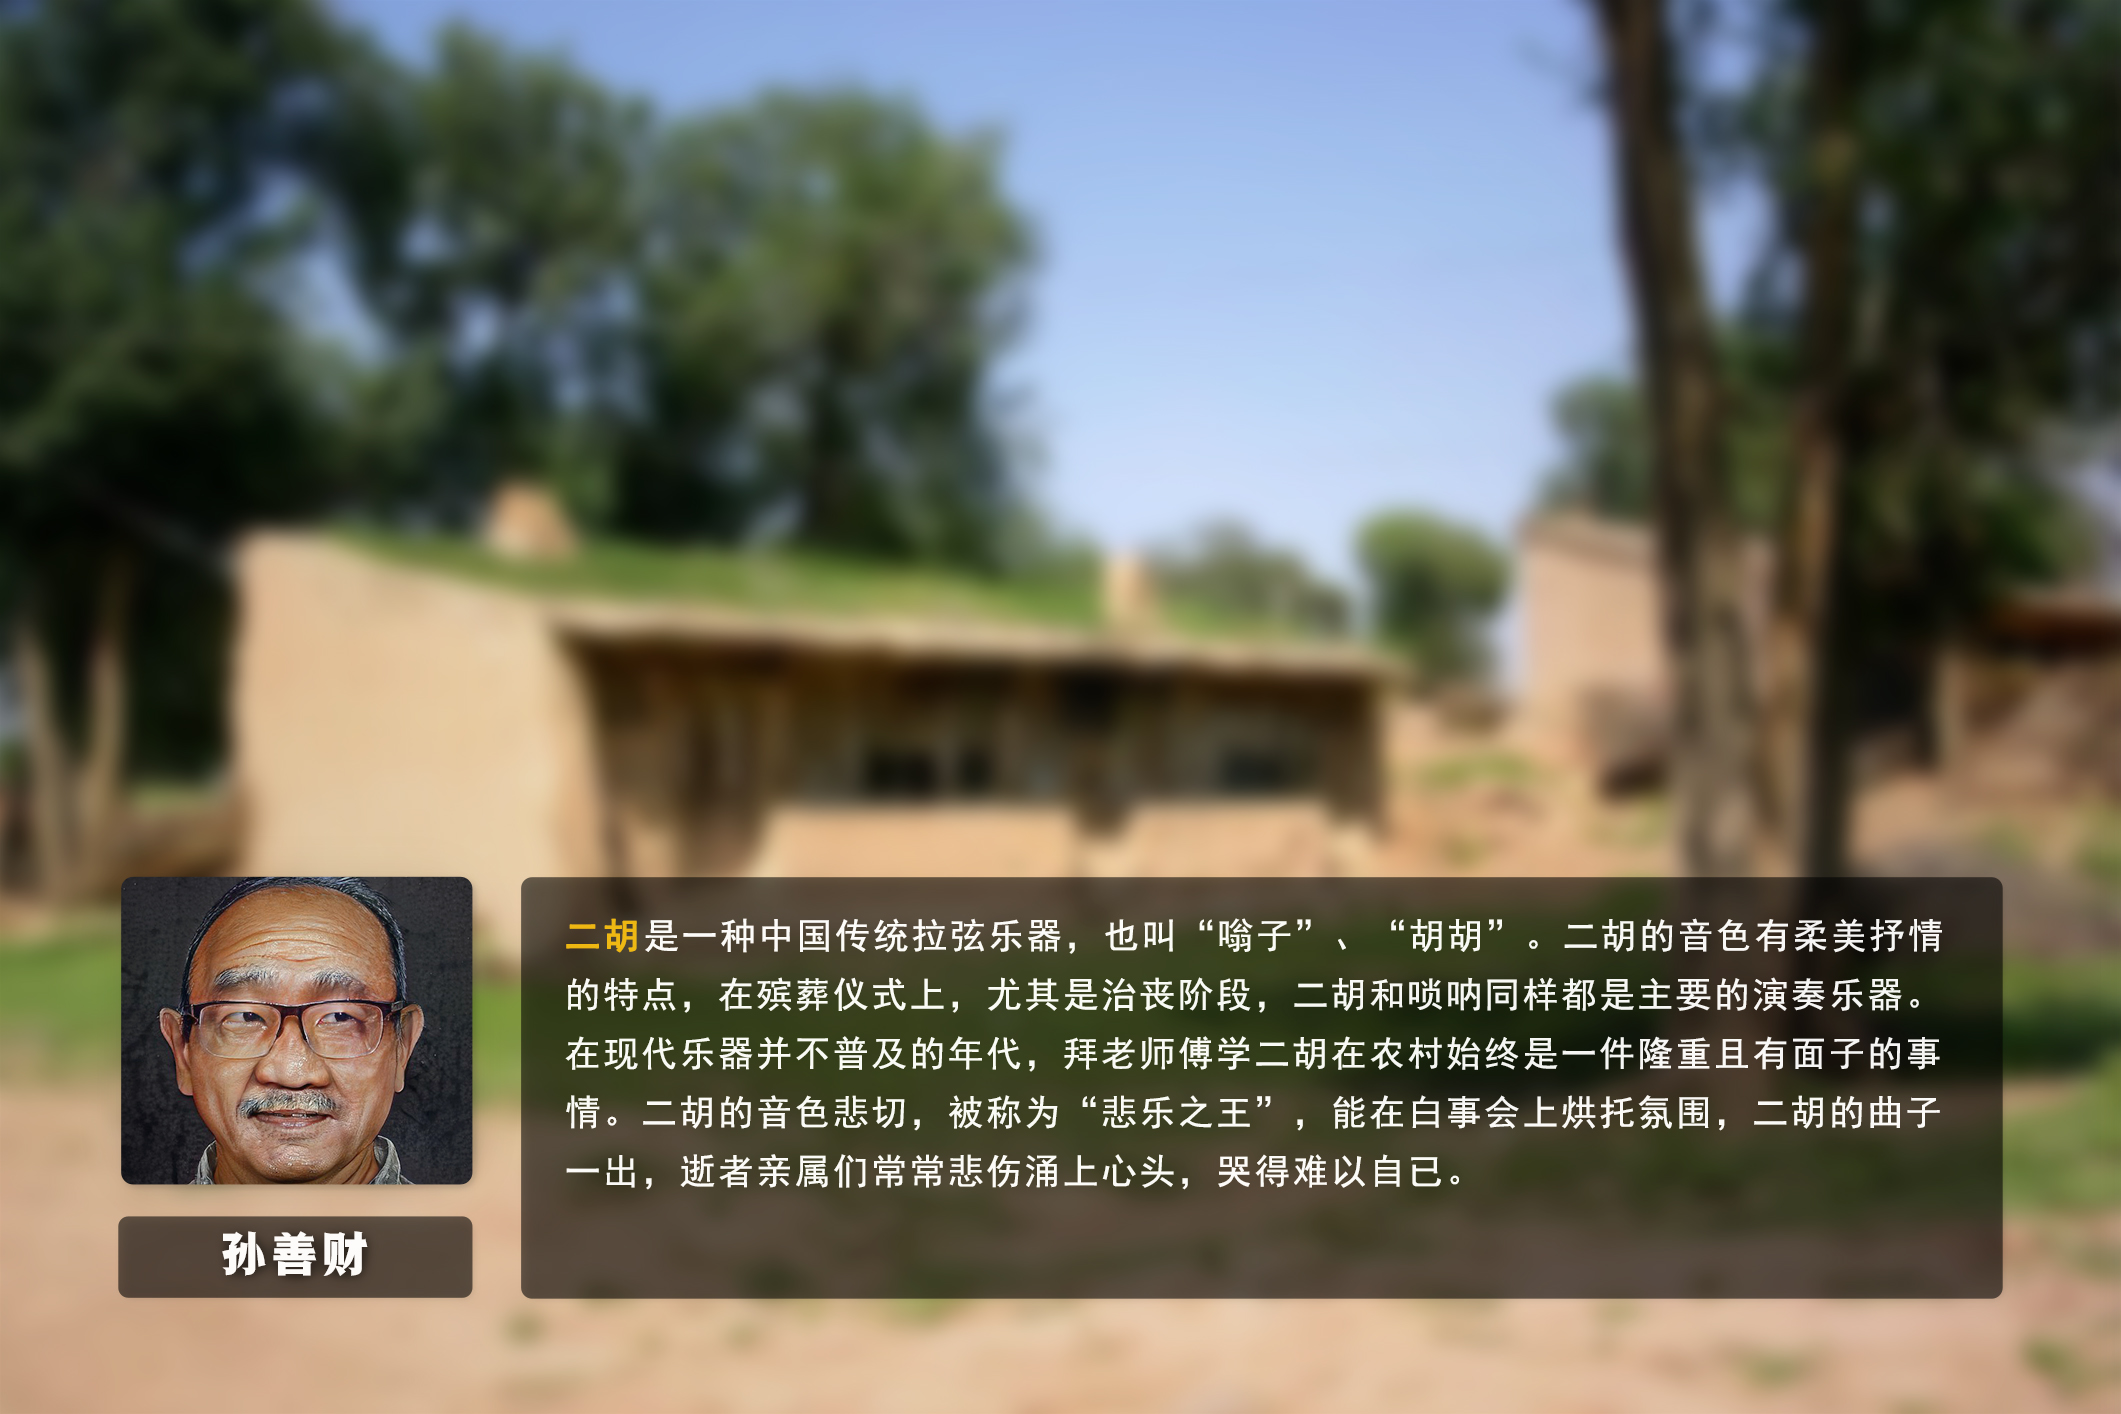 二胡是一种中国传统拉弦乐器，也叫“嗡子”、“胡胡”。二胡的音色有柔美抒情
的特点，在殡葬仪式上，尤其是治丧阶段，二胡和唢呐同样都是主要的演奏乐器。
在现代乐器并不普及的年代，拜老师傅学二胡在农村始终是一件隆重且有面子的事
情。二胡的音色悲切，被称为“悲乐之王”，能在白事会上烘托氛围，二胡的曲子
一出，逝者亲属们常常悲伤涌上心头，哭得难以自已。
孙善财